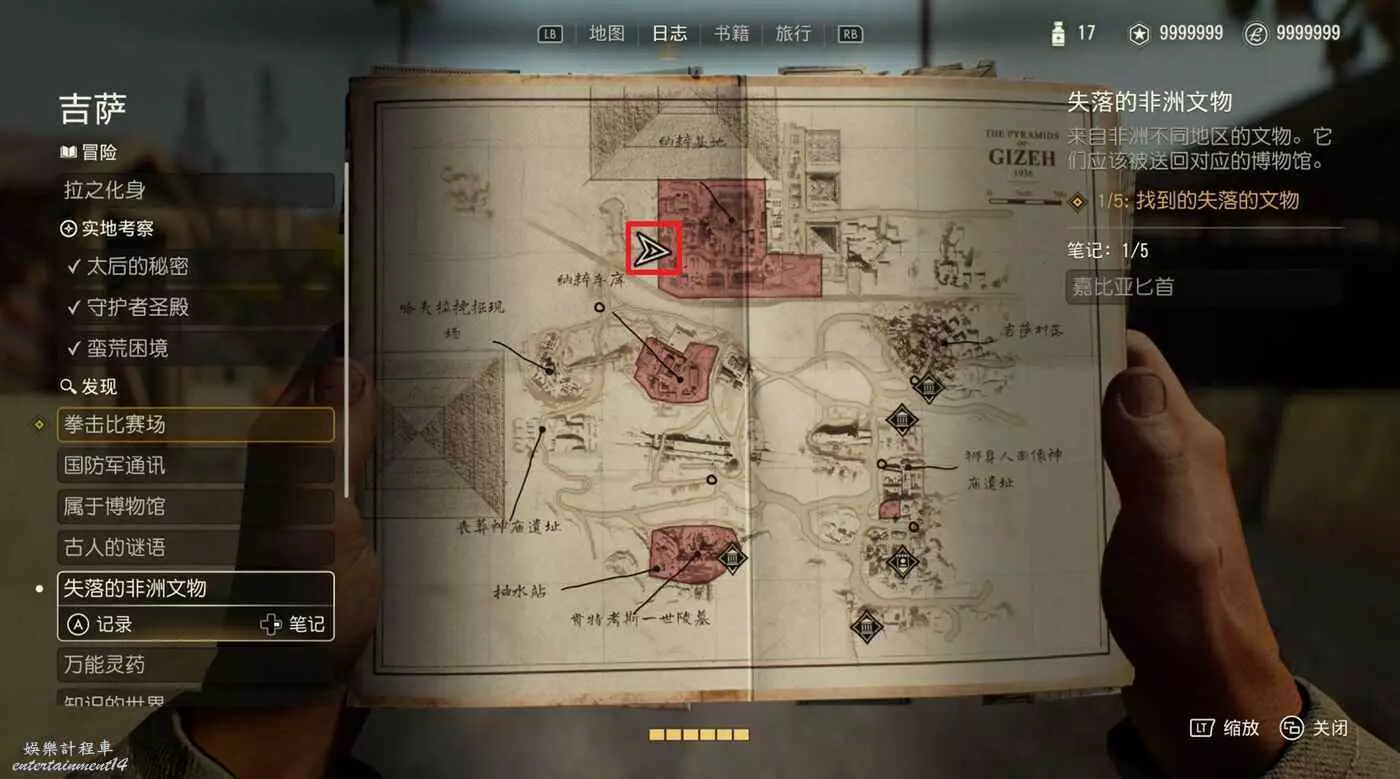 LB 地图 日志 书籍 旅行 RB
17 9999999 9999999
吉萨
冒险
拉之化身
实地考察
✓太后的秘密
✓守护者圣殿
✓蛮荒困境
发现
拳击比赛场
国防军通讯
属于博物馆
古人的谜语
失落的非洲文物
A 记录 笔记
万能灵药
知识的世界
纳粹基地
THE PYRAMIDS
OF
GIZEH
1936
纳粹车库
哈夫拉挖掘现
场
吉萨村落
狮身人面像神
庙遗址
丧葬神庙遗址
抽水站
肯特考斯一世陵墓
失落的非洲文物
来自非洲不同地区的文物。它
们应该被送回对应的博物馆。
1/5: 找到的失落的文物
笔记: 1/5
嘉比亚匕首
LT 缩放 关闭
娛樂計程車
entertainment14